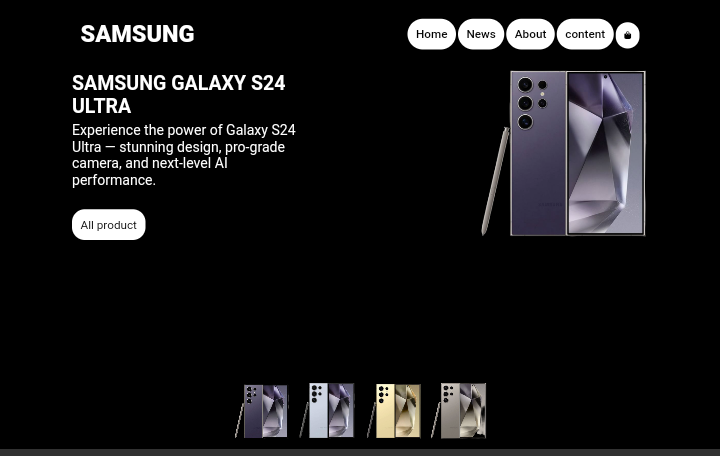 SAMSUNG
Home
News
About
content
SAMSUNG GALAXY S24
ULTRA
Experience the power of Galaxy S24
Ultra — stunning design, pro-grade
camera, and next-level AI
performance.
All product